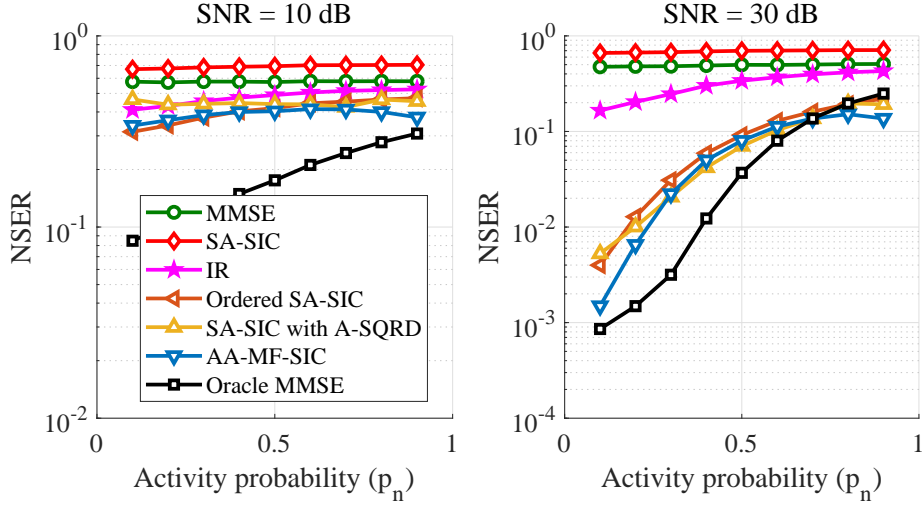 SNR = 10 dB
10^0
10^-1
10^-2
NSER
MMSE
SA-SIC
IR
Ordered SA-SIC
SA-SIC with A-SQRD
AA-MF-SIC
Oracle MMSE
0 0.5 1
Activity probability (p_n)
SNR = 30 dB
10^0
10^-1
10^-2
10^-3
10^-4
NSER
0 0.5 1
Activity probability (p_n)